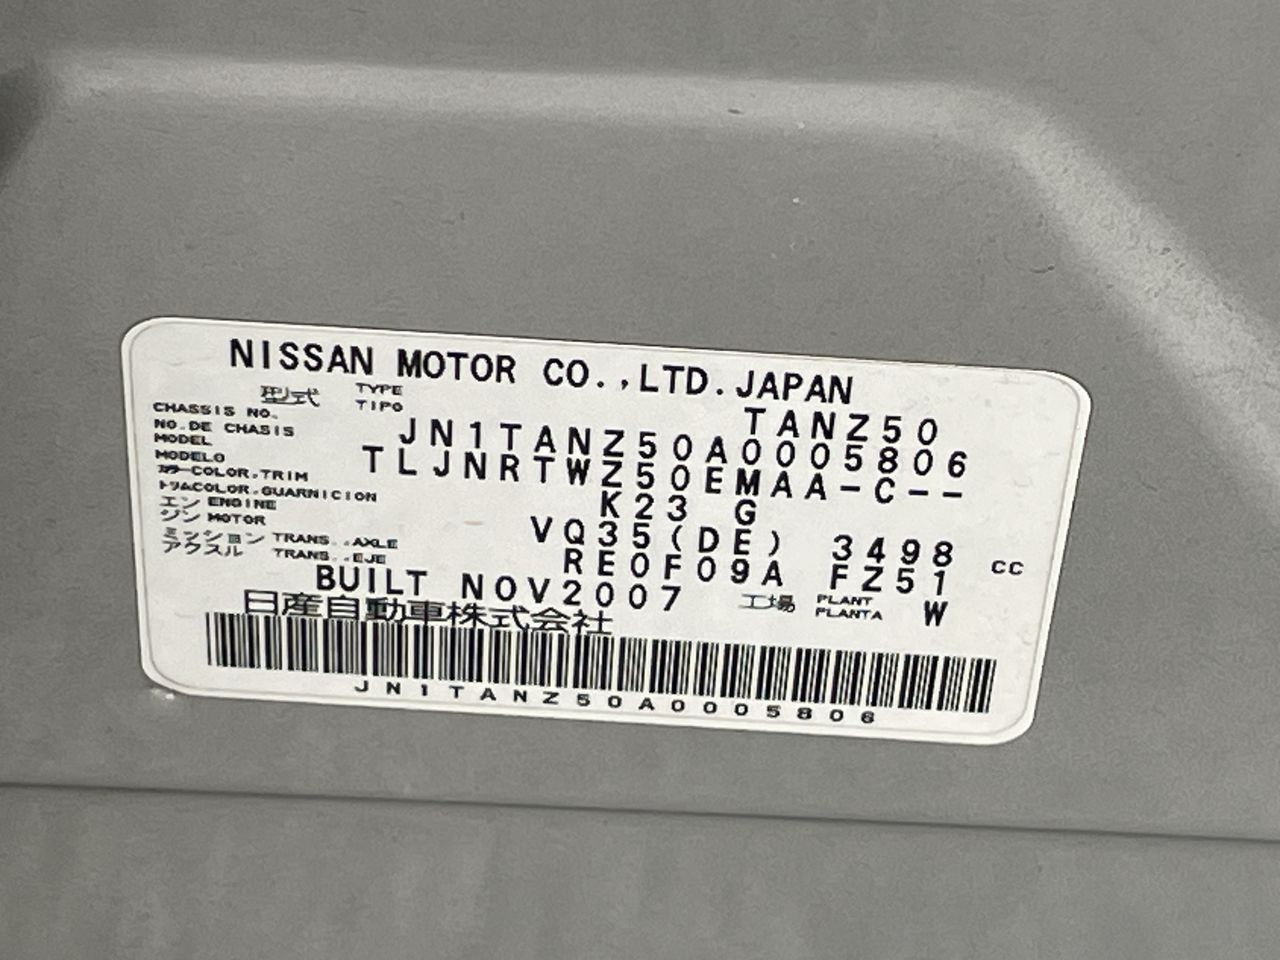 NISSAN MOTOR CO.,LTD.JAPAN
型式 TYPE TIPO TANZ50
CHASSIS NO. NO.DE CHASIS JN1TANZ50A0005806
MODEL MODELO TLJNRTWZ50EMAA-C--
カラー COLOR,TRIM トリム COLOR,GUARNICION K23 G
エンジン ENGINE MOTOR VQ35(DE) 3498 CC
ミッション アクスル TRANS.,AXLE TRANS.,EJE RE0F09A FZ51
BUILT NOV2007 工場 PLANT PLANTA W
日産自動車株式会社
JN1TANZ50A0005806